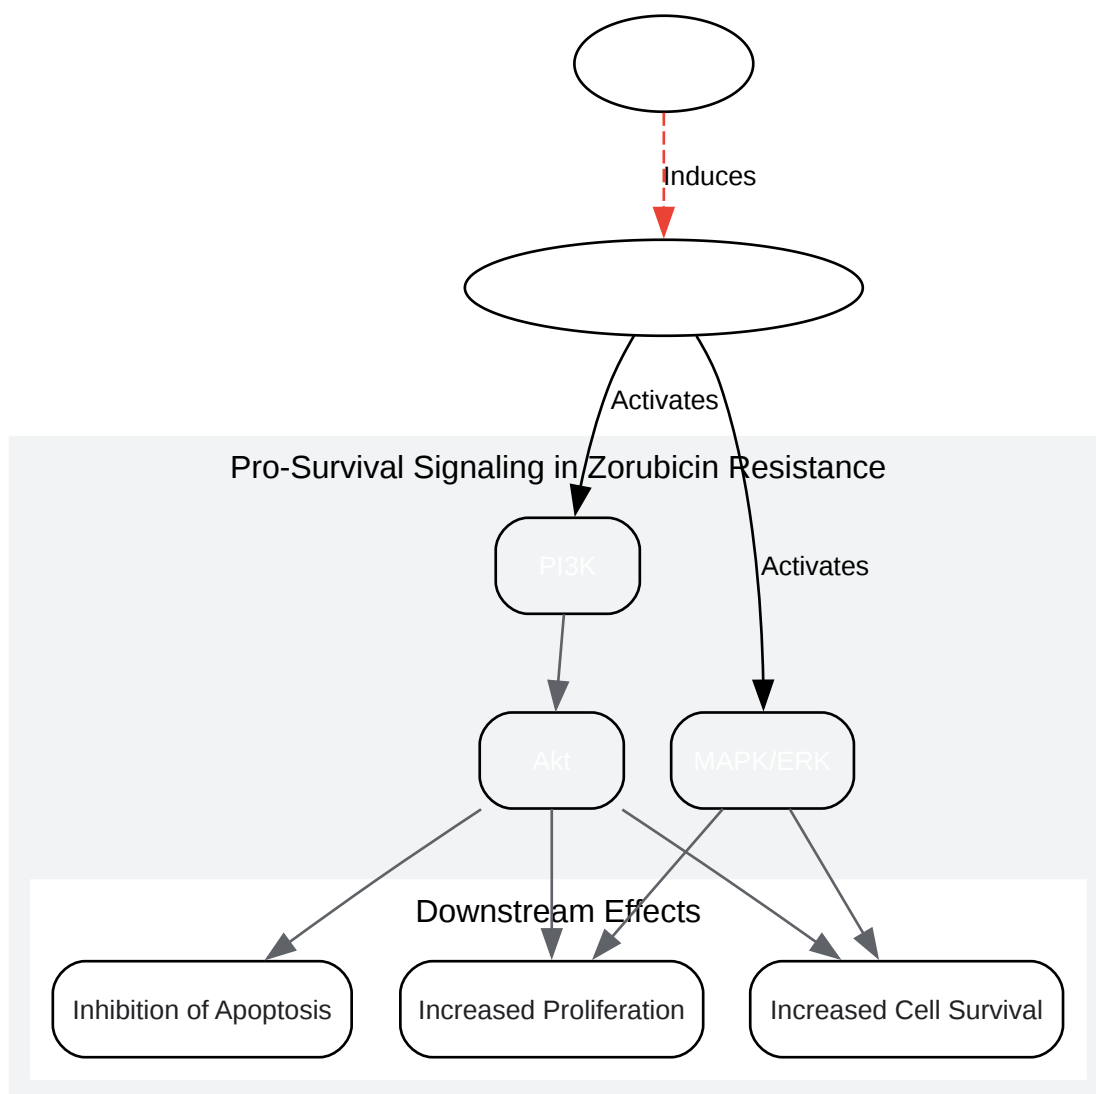 Induces
Activates
Pro-Survival Signaling in Zorubicin Resistance
PI3K
Activates
Akt
MAPK/ERK
Downstream Effects
Inhibition of Apoptosis
Increased Proliferation
Increased Cell Survival